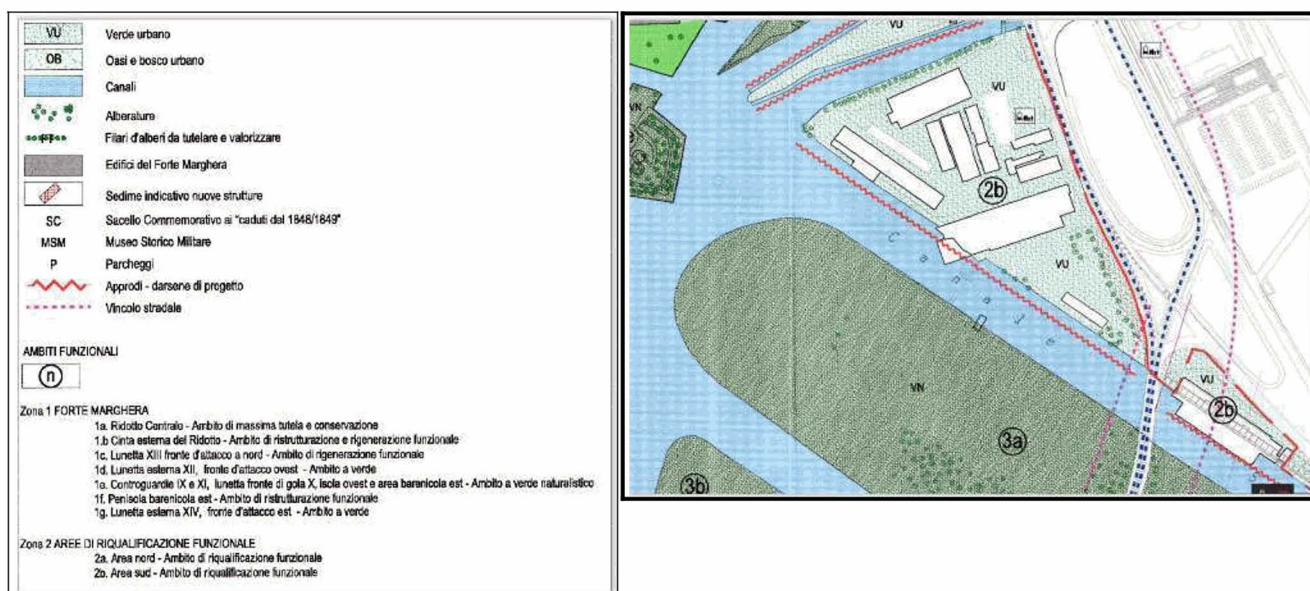 VU Verde urbano
OB Oasi e bosco urbano
Canali
Alberature
Filari d'alberi da tutelare e valorizzare
Edifici del Forte Marghera
Sedime indicativo nuove strutture
SC Sacello Commemorativo ai "caduti del 1848/1849"
MSM Museo Storico Militare
P Parcheggi
Approdi - darsene di progetto
Vincolo stradale
AMBITI FUNZIONALI
n
Zona 1 FORTE MARGHERA
1a. Ridotto Centrale - Ambito di massima tutela e conservazione
1.b Cinta esterna del Ridotto - Ambito di ristrutturazione e rigenerazione funzionale
1c. Lunetta XIII fronte d'attacco a nord - Ambito di rigenerazione funzionale
1d. Lunetta esterna XII, fronte d'attacco ovest - Ambito a verde
1e. Controguardie IX e XI, lunetta fronte di gola X, isola ovest e area barenicola est - Ambito a verde naturalistico
1f. Penisola barenicola est - Ambito di ristrutturazione funzionale
1g. Lunetta esterna XIV, fronte d'attacco est - Ambito a verde
Zona 2 AREE DI RIQUALIFICAZIONE FUNZIONALE
2a. Area nord - Ambito di riqualificazione funzionale
2b. Area sud - Ambito di riqualificazione funzionale
VU
VU
VN
2b
Canale
VU
VU
2b
VN
3a
3b